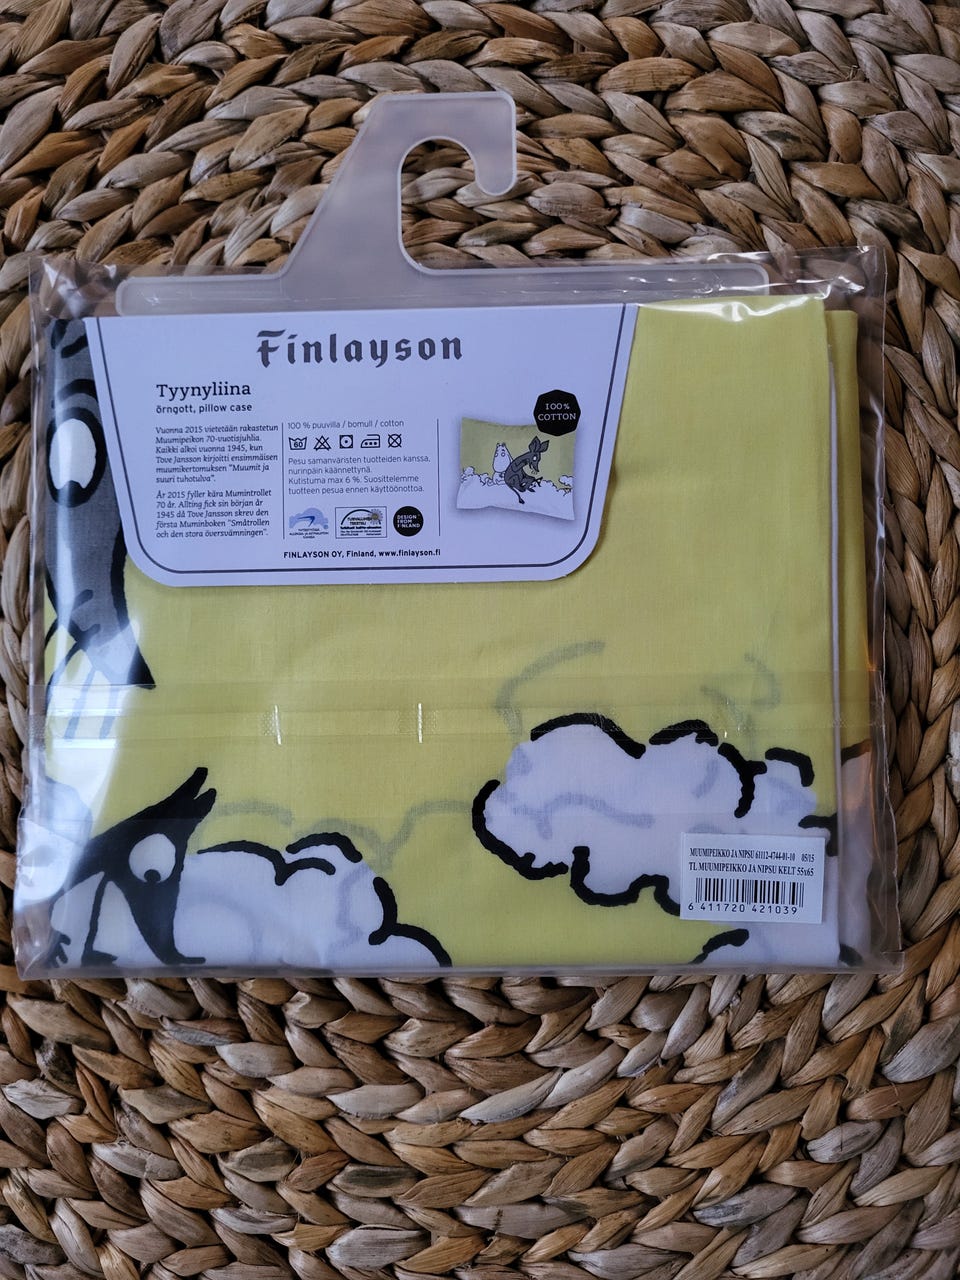 Finlayson
Tyynyliina
örngott, pillow case
Vuonna 2015 vietetään rakastetun
Muumipeikon 70-vuotisjuhlia.
Kaikki alkoi vuonna 1945, kun
Tove Jansson kirjoitti ensimmäisen
muumikertomuksen "Muumit ja
suuri tuhotulva".
År 2015 fyller kära Mumintrollet
70 år. Allting fick sin början år
1945 då Tove Jansson skrev den
första Muminboken "Småtrollen
och den stora översvämningen".
100 % puuvilla / bomull / cotton
60
Pesu samanväristen tuotteiden kanssa,
nurinpäin käännettynä.
Kutistuma max 6 %. Suosittelemme
tuotteen pesua ennen käyttöönottoa.
DESIGN
FROM
FINLAND
100%
COTTON
FINLAYSON OY, Finland, www.finlayson.fi
MUUMIPEIKKO JA NIPSU 61112-4744-01-10 05/15
TL MUUMIPEIKKO JA NIPSU KELT 55x65
6 411720 421039